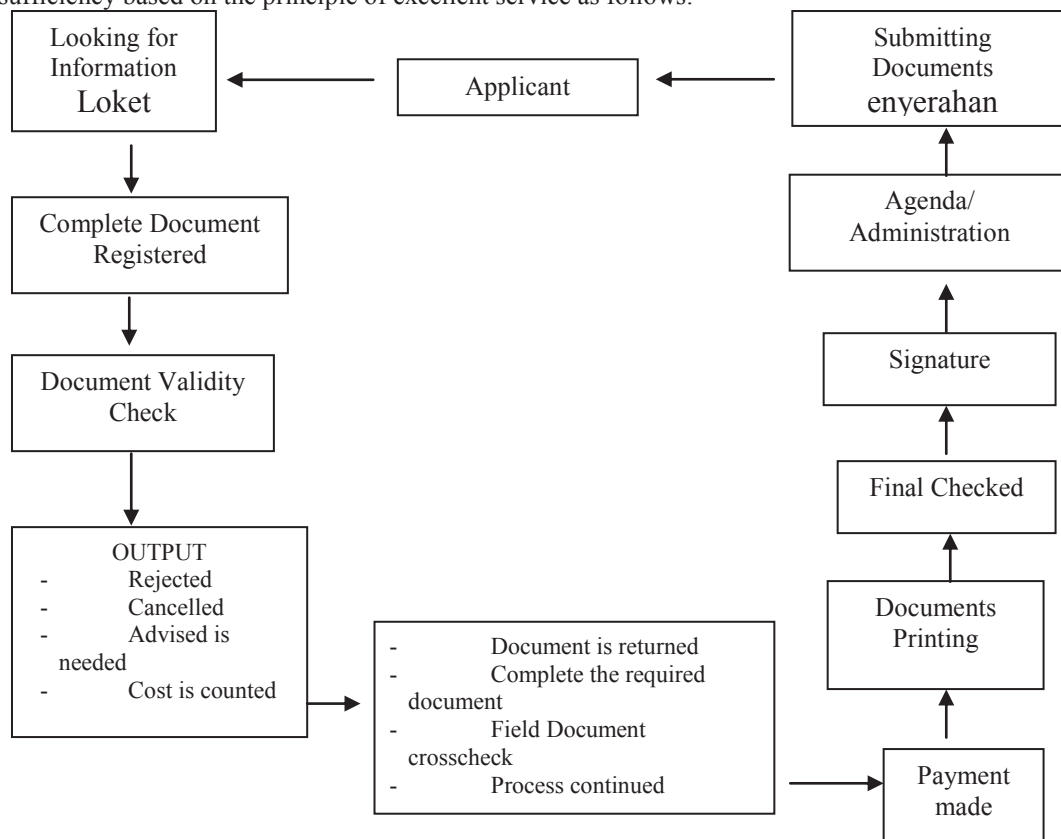 sufficiency based on the principle of excellent service as follows:
Looking for
Information
Loket
Applicant
Submitting
Documents
enyerahan
Complete Document
Registered
Agenda/
Administration
Document Validity
Check
Signature
Final Checked
OUTPUT
- Rejected
- Cancelled
- Advised is
needed
- Cost is counted
- Document is returned
- Complete the required
document
- Field Document
crosscheck
- Process continued
Documents
Printing
Payment
made